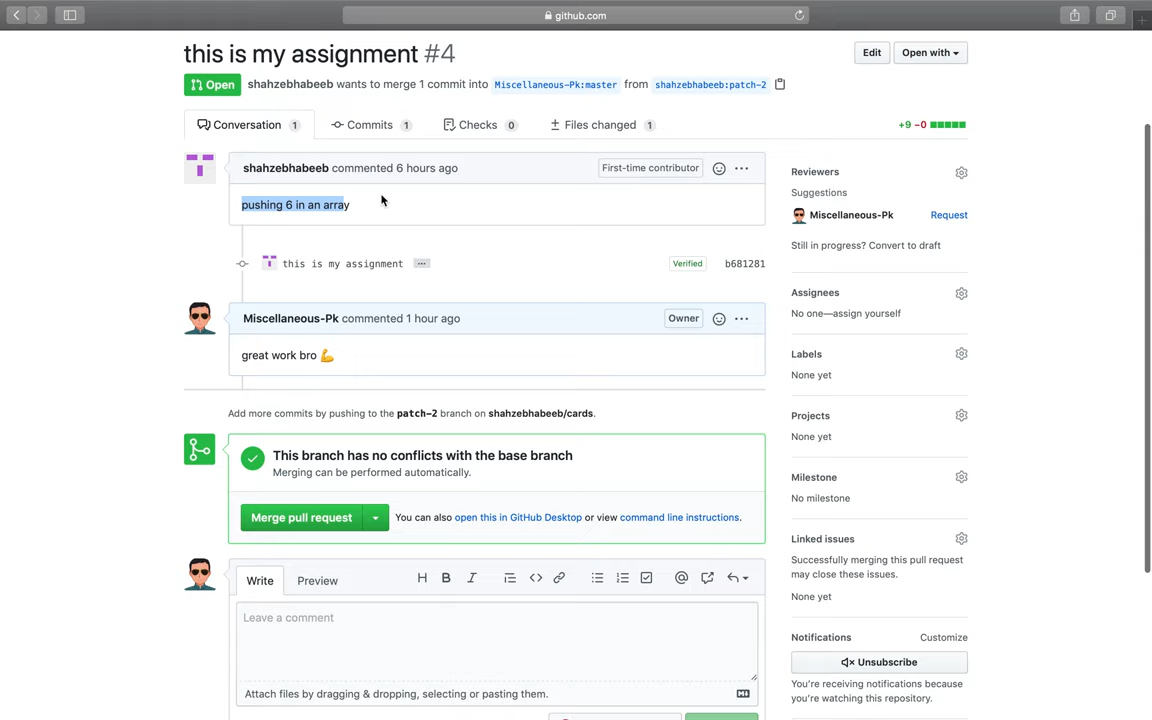 github.com
this is my assignment #4
Edit
Open with
Open
shahzebhabeeb wants to merge 1 commit into Miscellaneous-Pk:master from shahzebhabeeb:patch-2
Conversation 1
Commits 1
Checks 0
Files changed 1
+9 −0
shahzebhabeeb commented 6 hours ago
First-time contributor
pushing 6 in an array
this is my assignment
Verified
b681281
Miscellaneous-Pk commented 1 hour ago
Owner
great work bro 💪
Add more commits by pushing to the patch-2 branch on shahzebhabeeb/cards.
This branch has no conflicts with the base branch
Merging can be performed automatically.
Merge pull request
You can also open this in GitHub Desktop or view command line instructions.
Write
Preview
Leave a comment
Attach files by dragging & dropping, selecting or pasting them.
Reviewers
Suggestions
Miscellaneous-Pk
Request
Still in progress? Convert to draft
Assignees
No one—assign yourself
Labels
None yet
Projects
None yet
Milestone
No milestone
Linked issues
Successfully merging this pull request
may close these issues.
None yet
Notifications
Customize
Unsubscribe
You're receiving notifications because
you're watching this repository.